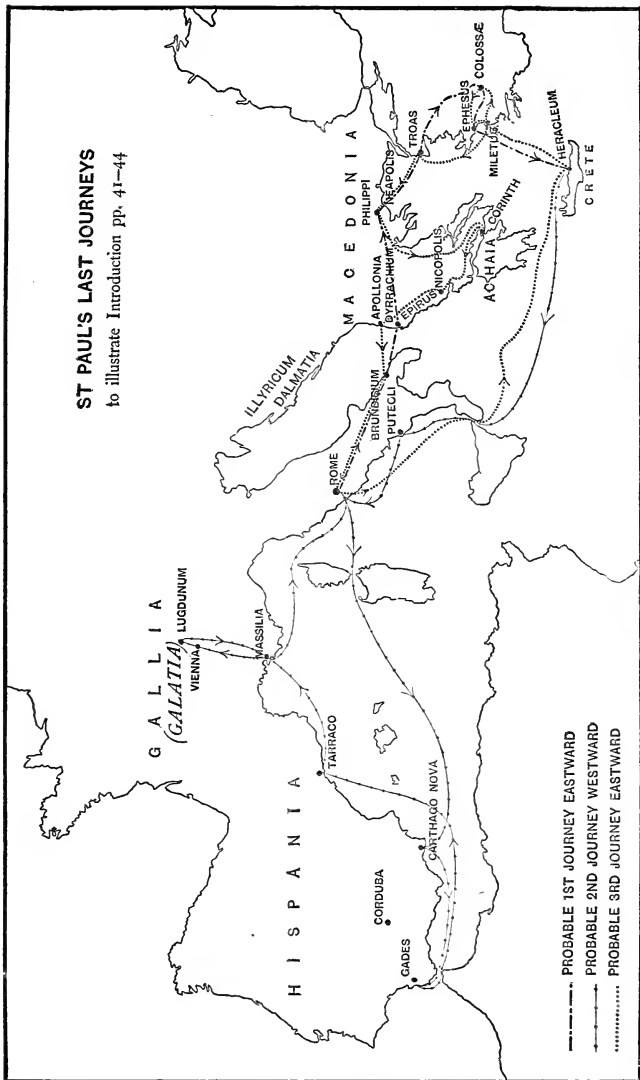 ST PAUL'S LAST JOURNEYS
to illustrate Introduction pp. 41–44
GALLIA
(GALATIA)
LUGDUNUM
VIENNA
MASSILIA
HISPANIA
TARRACO
CARTHAGO NOVA
CORDUBA
GADES
ROME
PUTEOLI
BRUNDISIUM
ILLYRICUM
DALMATIA
MACEDONIA
APOLLONIA
DYRRACHIUM
EPIRUS
NICOPOLIS
ACHAIA
CORINTH
PHILIPPI
NEAPOLIS
TROAS
EPHESUS
COLOSSÆ
MILETUS
HERACLEUM
CRETE
PROBABLE 1ST JOURNEY EASTWARD
PROBABLE 2ND JOURNEY WESTWARD
PROBABLE 3RD JOURNEY EASTWARD